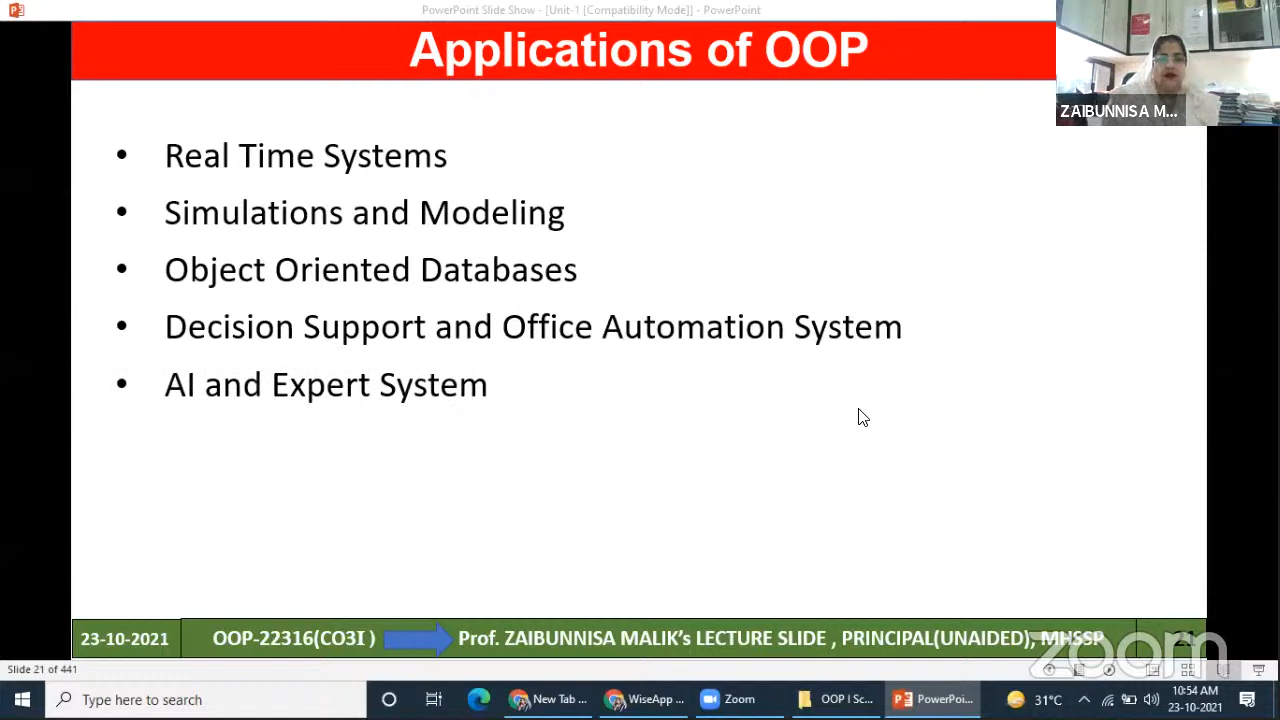 PowerPoint Slide Show - [Unit-1 [Compatibility Mode]] - PowerPoint
Applications of OOP
ZAIBUNNISA M...
• Real Time Systems
• Simulations and Modeling
• Object Oriented Databases
• Decision Support and Office Automation System
• AI and Expert System
23-10-2021 OOP-22316(CO3I ) Prof. ZAIBUNNISA MALIK’s LECTURE SLIDE , PRINCIPAL(UNAIDED), MHSSP 21
zoom
Slide 21 of 441
Type here to search
New Tab ...
WiseApp ...
Zoom
OOP I Sc...
PowerPoi...
31°C
10:54 AM
23-10-2021